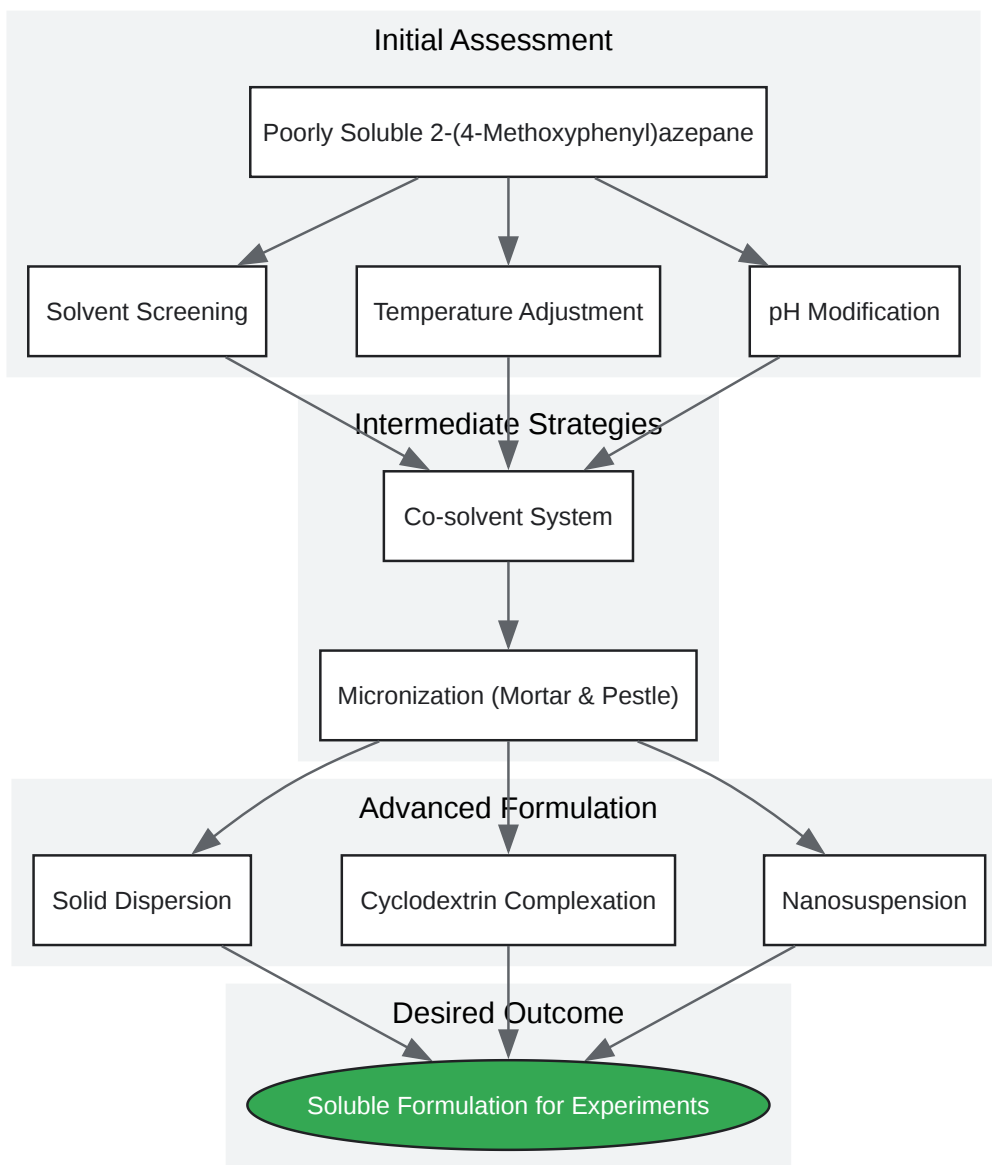 Initial Assessment
Poorly Soluble 2-(4-Methoxyphenyl)azepane
Solvent Screening
Temperature Adjustment
pH Modification
Intermediate Strategies
Co-solvent System
Micronization (Mortar & Pestle)
Advanced Formulation
Solid Dispersion
Cyclodextrin Complexation
Nanosuspension
Desired Outcome
Soluble Formulation for Experiments